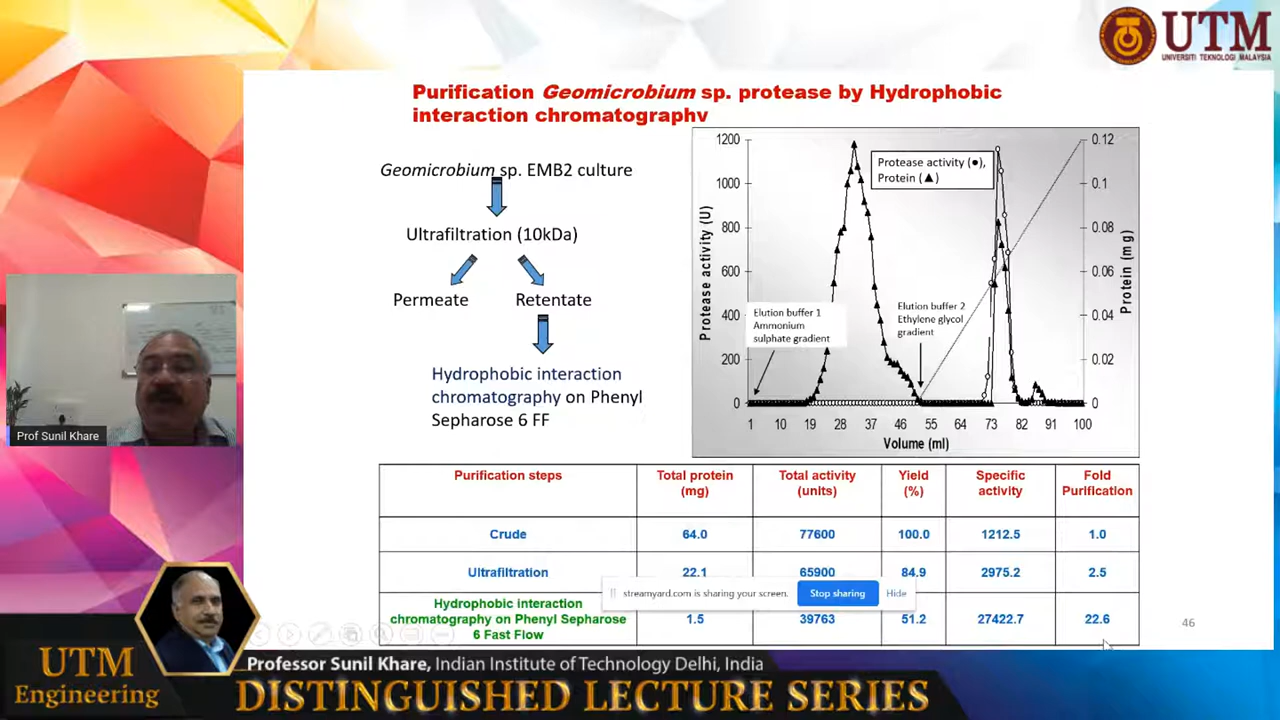 UTM
UNIVERSITI TEKNOLOGI MALAYSIA
Purification Geomicrobium sp. protease by Hydrophobic
interaction chromatography
Geomicrobium sp. EMB2 culture
Ultrafiltration (10kDa)
Permeate Retentate
Hydrophobic interaction
chromatography on Phenyl
Sepharose 6 FF
Protease activity (●),
Protein (▲)
Protease activity (U)
1200
1000
800
600
400
200
0
0.12
0.1
0.08
0.06
0.04
0.02
0
Protein (mg)
Elution buffer 1
Ammonium
sulphate gradient
Elution buffer 2
Ethylene glycol
gradient
1 10 19 28 37 46 55 64 73 82 91 100
Volume (ml)
Purification steps Total protein (mg) Total activity (units) Yield (%) Specific activity Fold Purification
Crude 64.0 77600 100.0 1212.5 1.0
Ultrafiltration 22.1 65900 84.9 2975.2 2.5
Hydrophobic interaction
chromatography on Phenyl Sepharose
6 Fast Flow
1.5 39763 51.2 27422.7 22.6
streamyard.com is sharing your screen. Stop sharing Hide
46
Prof Sunil Khare
UTM
Engineering
Professor Sunil Khare, Indian Institute of Technology Delhi, India
DISTINGUISHED LECTURE SERIES